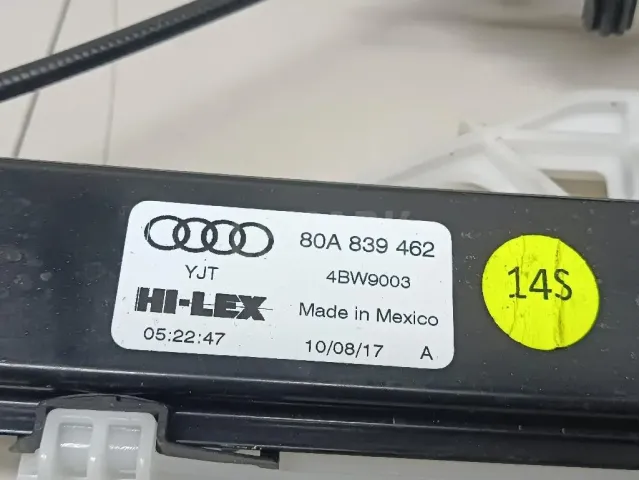 80A 839 462
YJT 4BW9003
HI-LEX Made in Mexico
05:22:47 10/08/17 A
14S